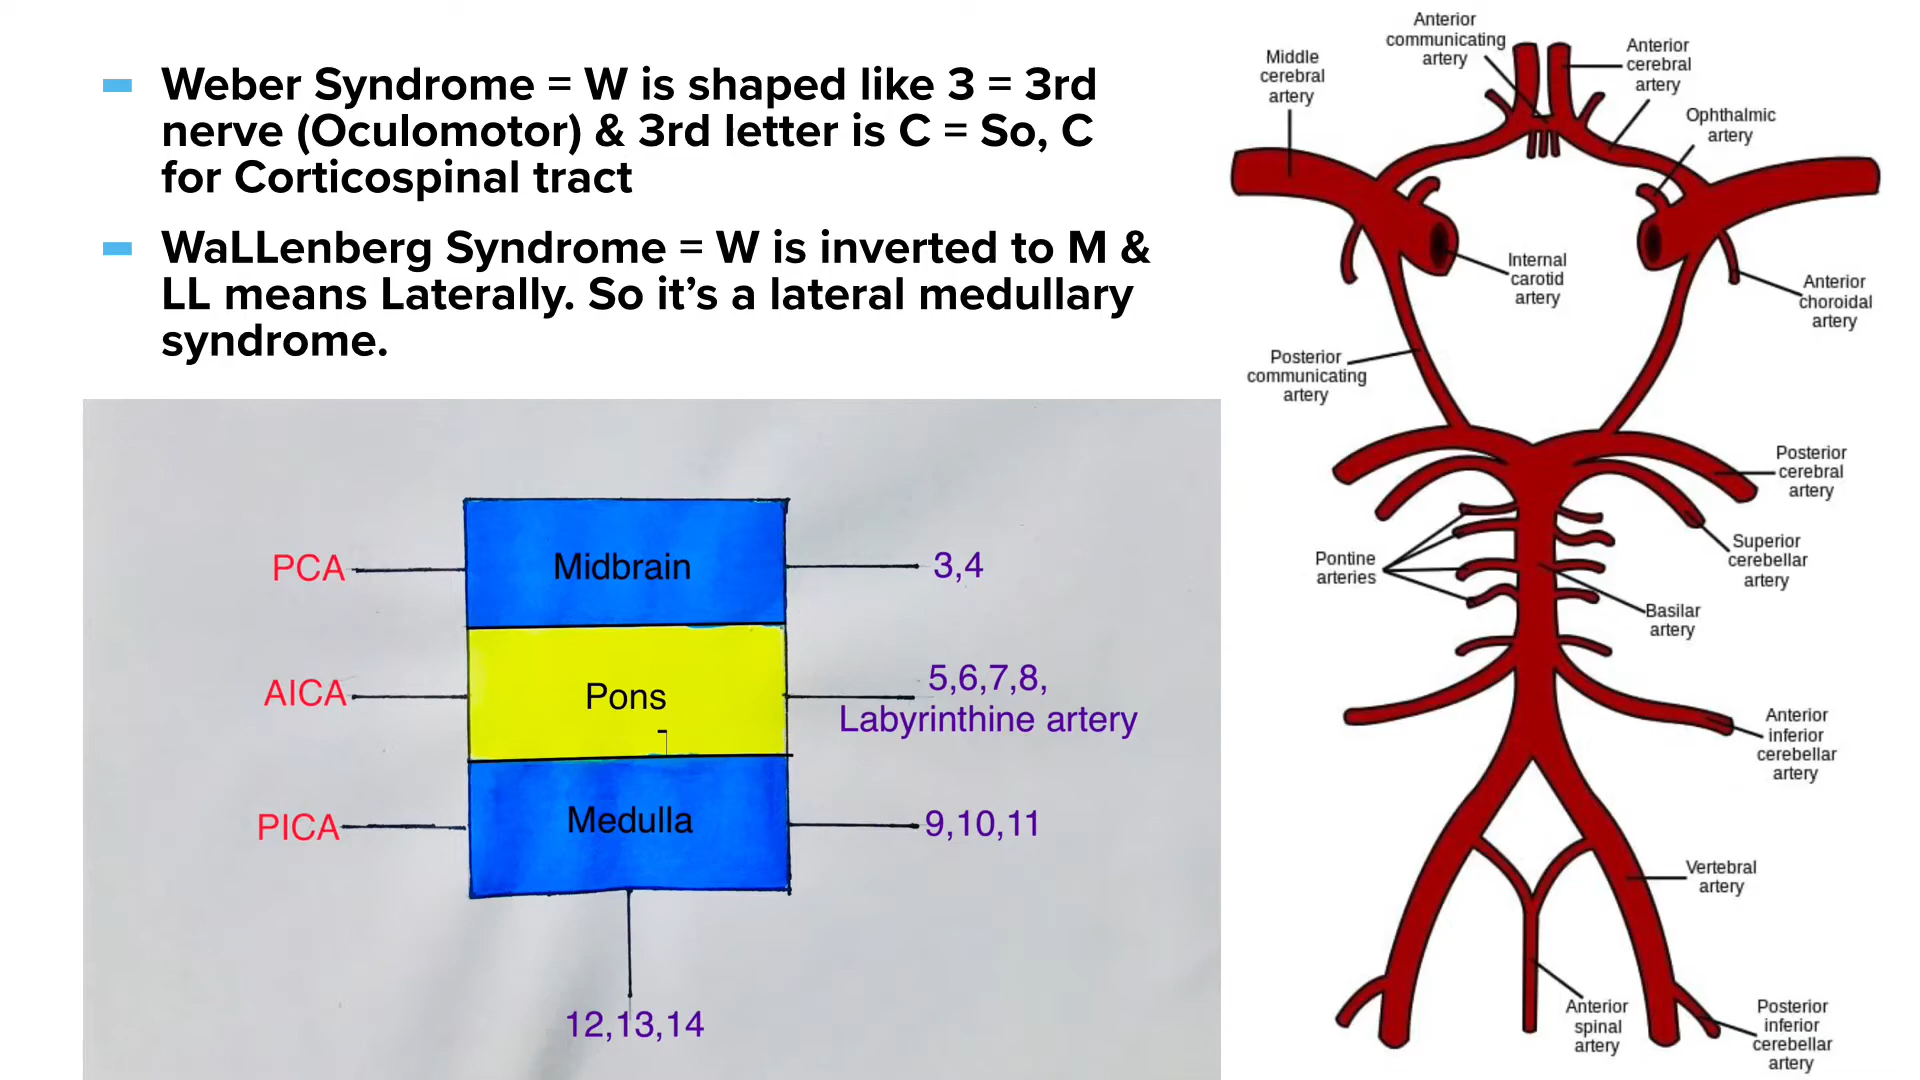 Weber Syndrome = W is shaped like 3 = 3rd
nerve (Oculomotor) & 3rd letter is C = So, C
for Corticospinal tract
WaLLenberg Syndrome = W is inverted to M &
LL means Laterally. So it’s a lateral medullary
syndrome.
PCA
Midbrain
3,4
AICA
Pons
5,6,7,8,
Labyrinthine artery
PICA
Medulla
9,10,11
12,13,14
Anterior
communicating
artery
Middle
cerebral
artery
Anterior
cerebral
artery
Ophthalmic
artery
Internal
carotid
artery
Anterior
choroidal
artery
Posterior
communicating
artery
Posterior
cerebral
artery
Superior
cerebellar
artery
Pontine
arteries
Basilar
artery
Anterior
inferior
cerebellar
artery
Vertebral
artery
Anterior
spinal
artery
Posterior
inferior
cerebellar
artery